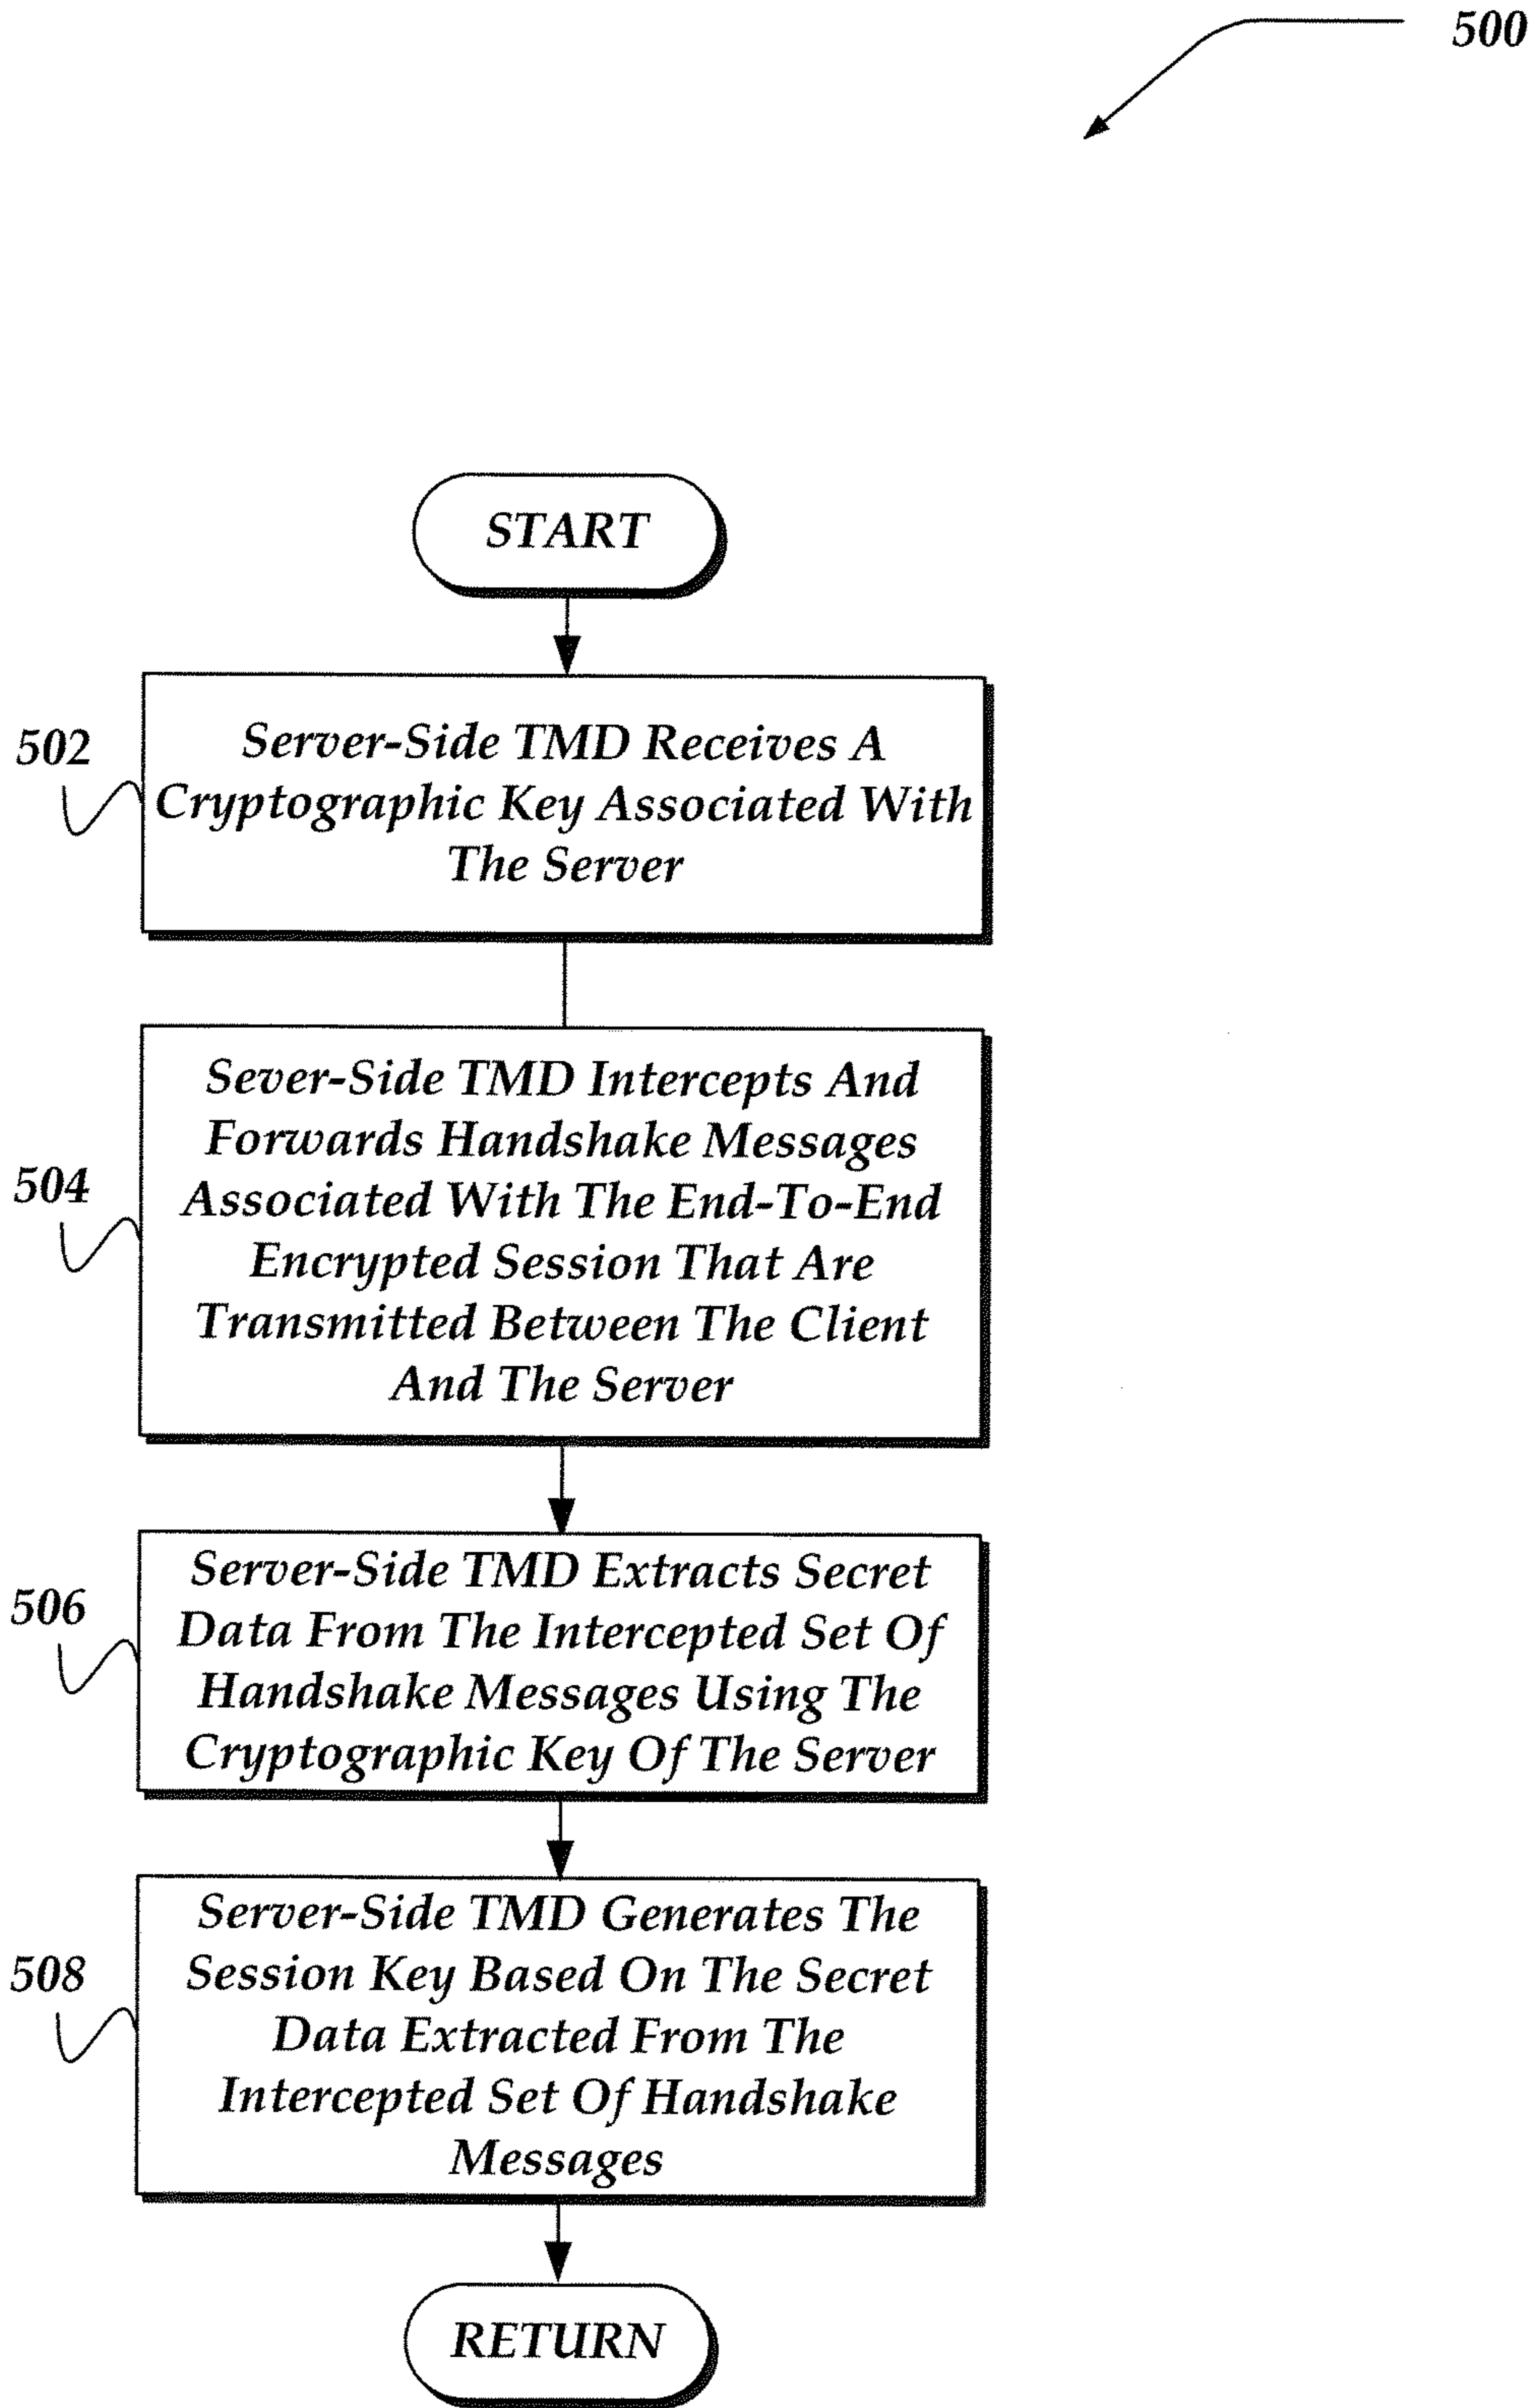 500
START
502
Server-Side TMD Receives A
Cryptographic Key Associated With
The Server
504
Sever-Side TMD Intercepts And
Forwards Handshake Messages
Associated With The End-To-End
Encrypted Session That Are
Transmitted Between The Client
And The Server
506
Server-Side TMD Extracts Secret
Data From The Intercepted Set Of
Handshake Messages Using The
Cryptographic Key Of The Server
508
Server-Side TMD Generates The
Session Key Based On The Secret
Data Extracted From The
Intercepted Set Of Handshake
Messages
RETURN